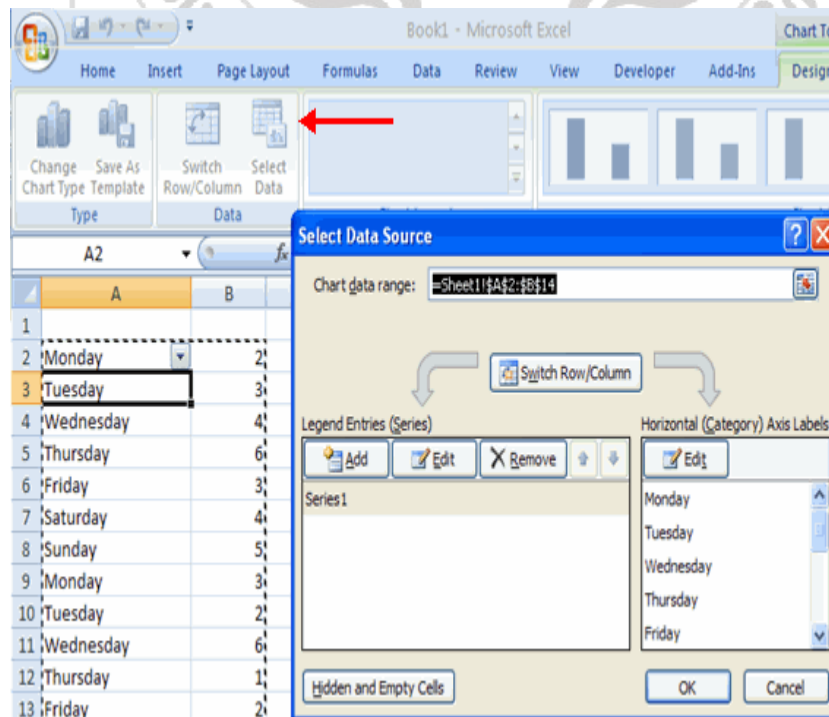 Book1 - Microsoft Excel
Chart To
Home Insert Page Layout Formulas Data Review View Developer Add-Ins Design
Change Chart Type
Save As Template
Switch Row/Column
Select Data
Type
Data
A2
fx
A B
1
2 Monday 2
3 Tuesday 3
4 Wednesday 4
5 Thursday 6
6 Friday 3
7 Saturday 4
8 Sunday 5
9 Monday 3
10 Tuesday 2
11 Wednesday 6
12 Thursday 1
13 Friday 2
Select Data Source
?
Chart data range: =Sheet1!$A$2:$B$14
Switch Row/Column
Legend Entries (Series)
Add Edit Remove
Series1
Horizontal (Category) Axis Labels
Edit
Monday
Tuesday
Wednesday
Thursday
Friday
Hidden and Empty Cells
OK Cancel